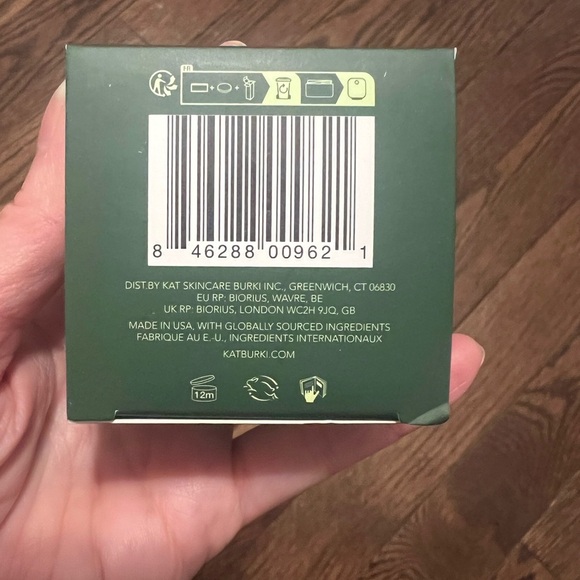 FR
8 46288 00962 1
DIST.BY KAT SKINCARE BURKI INC., GREENWICH, CT 06830
EU RP: BIORIUS, WAVRE, BE
UK RP: BIORIUS, LONDON WC2H 9JQ, GB
MADE IN USA, WITH GLOBALLY SOURCED INGREDIENTS
FABRIQUE AU E.-U., INGREDIENTS INTERNATIONAUX
KATBURKI.COM
12m